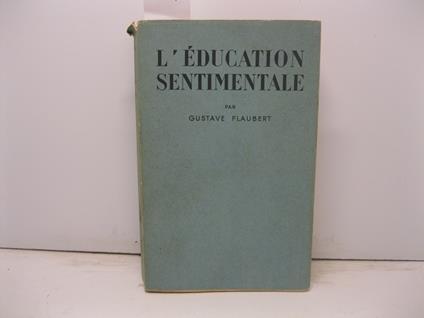 L'ÉDUCATION
SENTIMENTALE
PAR
GUSTAVE FLAUBERT